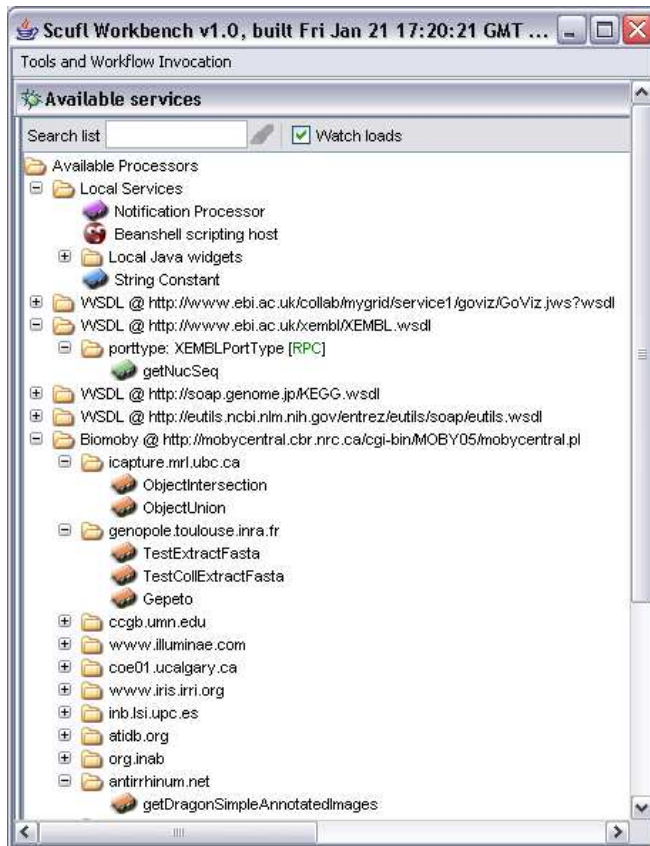 Scufl Workbench v1.0, built Fri Jan 21 17:20:21 GMT ...
Tools and Workflow Invocation
Available services
Search list Watch loads
Available Processors
Local Services
Notification Processor
Beanshell scripting host
Local Java widgets
String Constant
WSDL @ http://www.ebi.ac.uk/collab/mygrid/service1/goviz/GoViz.jws?wsdl
WSDL @ http://www.ebi.ac.uk/xembl/XEMBL.wsdl
porttype: XEMBLPortType [RPC]
getNucSeq
WSDL @ http://soap.genome.jp/KEGG.wsdl
WSDL @ http://eutils.ncbi.nlm.nih.gov/entrez/eutils/soap/eutils.wsdl
Biomoby @ http://mobycentral.cbr.nrc.ca/cgi-bin/MOBY05/mobycentral.pl
icapture.mrl.ubc.ca
ObjectIntersection
ObjectUnion
genopole.toulouse.inra.fr
TestExtractFasta
TestCollExtractFasta
Gepeto
ccgb.umn.edu
www.illuminae.com
coe01.ucalgary.ca
www.iris.irri.org
inb.lsi.upc.es
atidb.org
org.inab
antirrhinum.net
getDragonSimpleAnnotatedImages